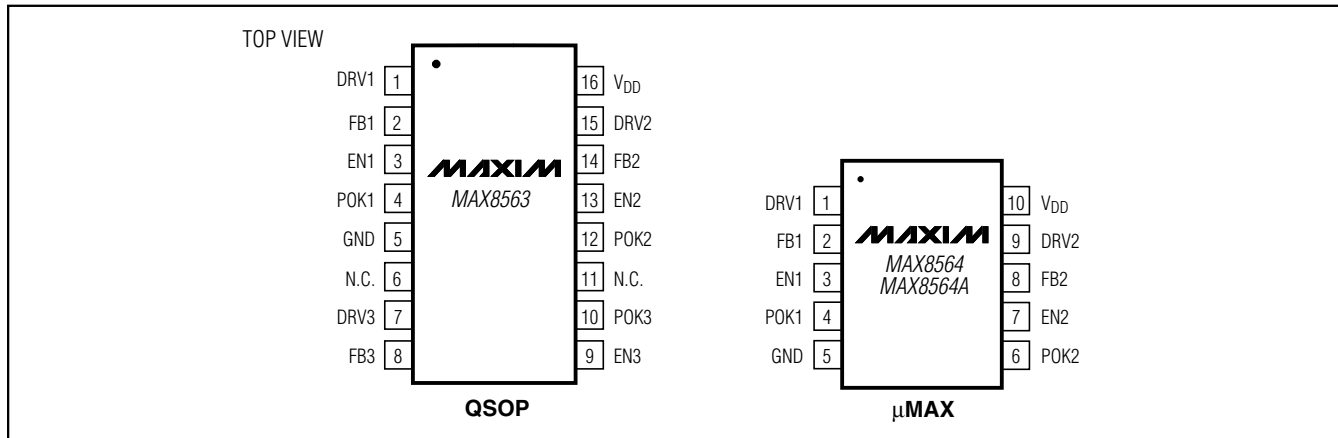 TOP VIEW
DRV1 1
FB1 2
EN1 3
POK1 4
GND 5
N.C. 6
DRV3 7
FB3 8
MAXIM
MAX8563
16 VDD
15 DRV2
14 FB2
13 EN2
12 POK2
11 N.C.
10 POK3
9 EN3
QSOP
DRV1 1
FB1 2
EN1 3
POK1 4
GND 5
MAXIM
MAX8564
MAX8564A
10 VDD
9 DRV2
8 FB2
7 EN2
6 POK2
µMAX